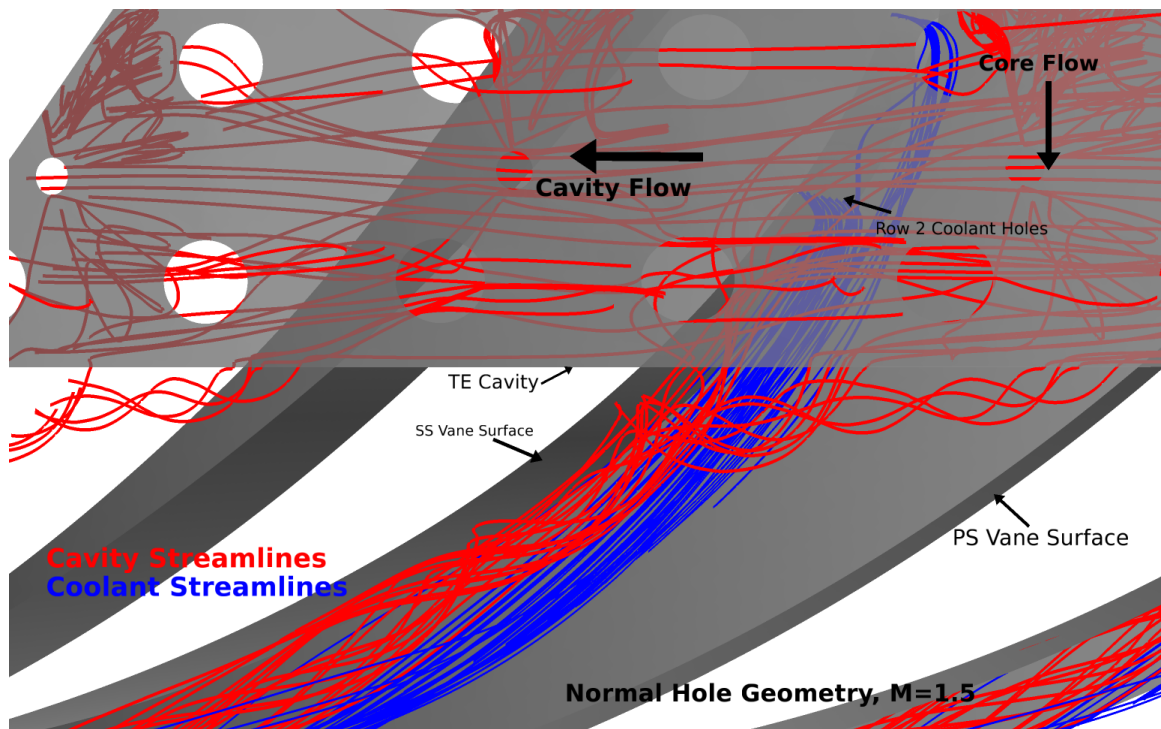 Core Flow
Cavity Flow
Row 2 Coolant Holes
TE Cavity
SS Vane Surface
PS Vane Surface
Cavity Streamlines
Coolant Streamlines
Normal Hole Geometry, M=1.5